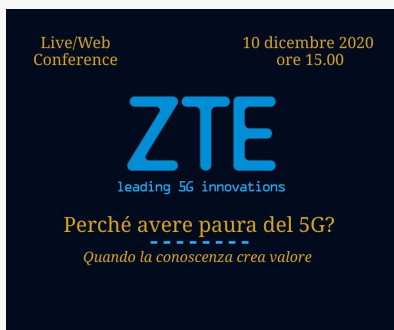 Live/Web
Conference
10 dicembre 2020
ore 15.00
ZTE
leading 5G innovations
Perché avere paura del 5G?
Quando la conoscenza crea valore